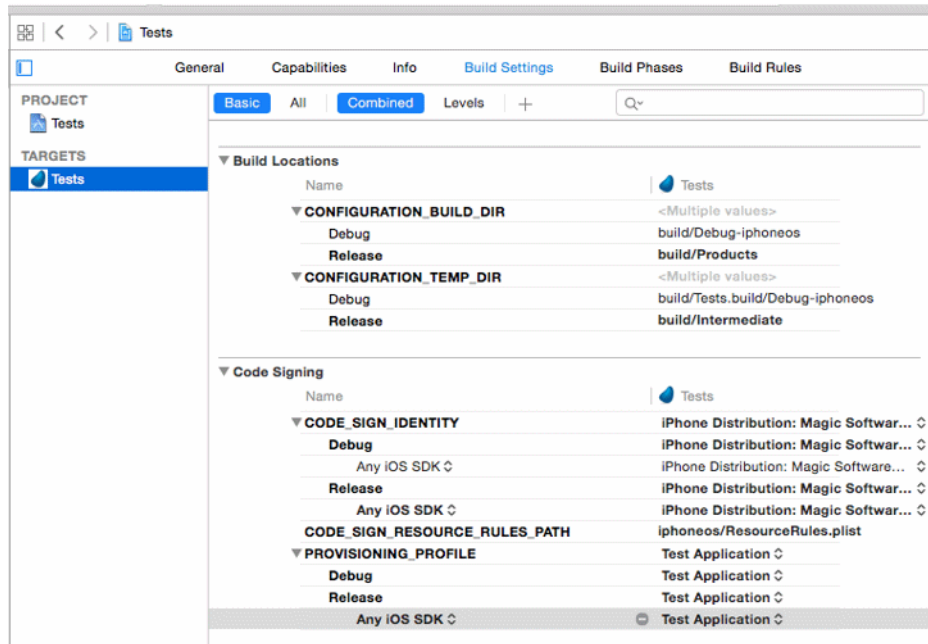 Tests
General Capabilities Info Build Settings Build Phases Build Rules
PROJECT
Tests
TARGETS
Tests
Basic All Combined Levels +
Build Locations
Name Tests
CONFIGURATION_BUILD_DIR <Multiple values>
Debug build/Debug-iphoneos
Release build/Products
CONFIGURATION_TEMP_DIR <Multiple values>
Debug build/Tests.build/Debug-iphoneos
Release build/Intermediate
Code Signing
Name Tests
CODE_SIGN_IDENTITY iPhone Distribution: Magic Softwar...
Debug iPhone Distribution: Magic Softwar...
Any iOS SDK iPhone Distribution: Magic Software...
Release iPhone Distribution: Magic Softwar...
Any iOS SDK iPhone Distribution: Magic Softwar...
CODE_SIGN_RESOURCE_RULES_PATH iphoneos/ResourceRules.plist
PROVISIONING_PROFILE Test Application
Debug Test Application
Release Test Application
Any iOS SDK Test Application